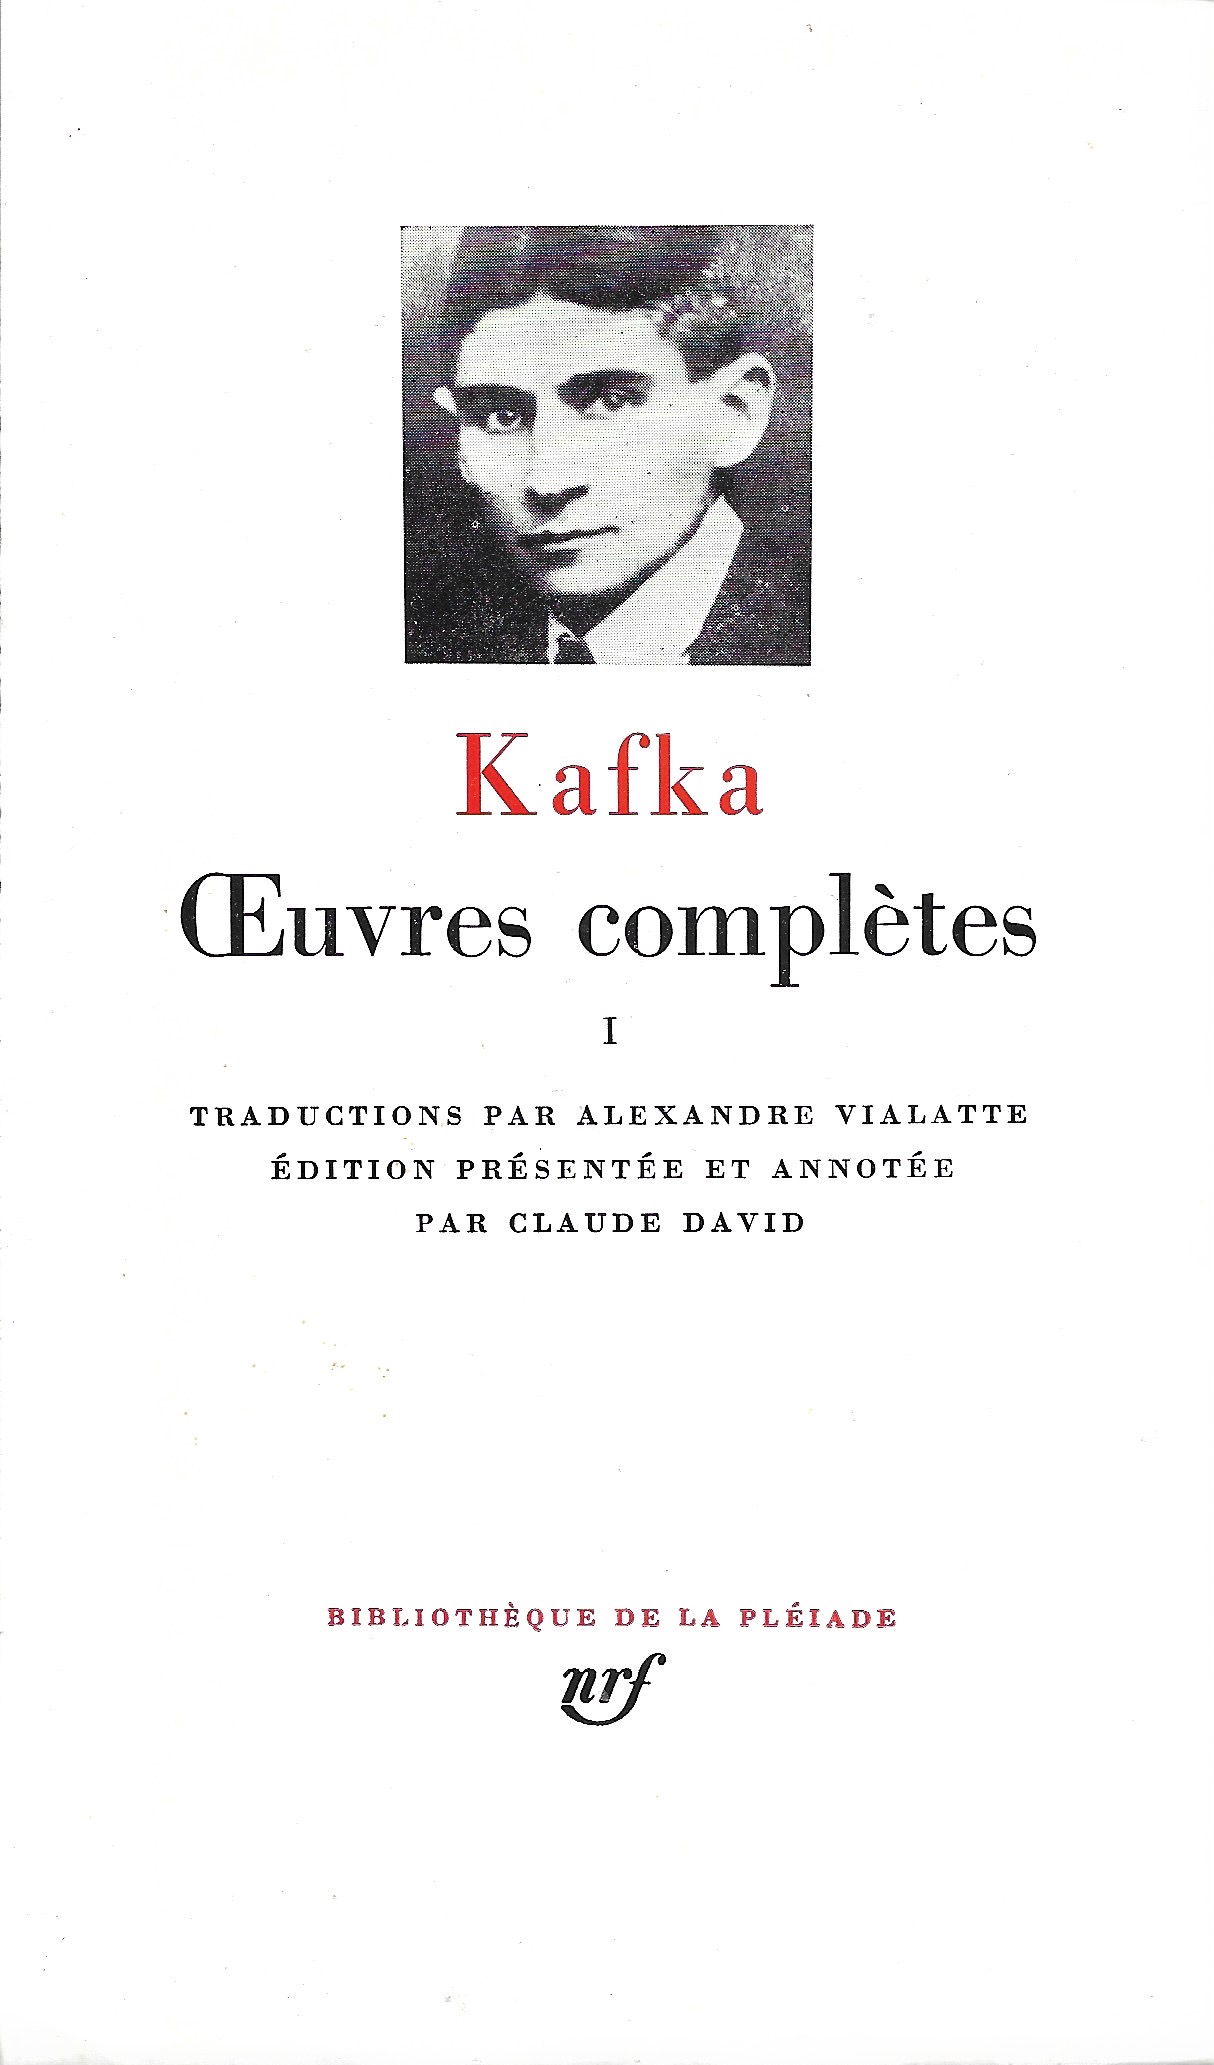 Kafka
Œuvres complètes
I
TRADUCTIONS PAR ALEXANDRE VIALATTE
ÉDITION PRÉSENTÉE ET ANNOTÉE
PAR CLAUDE DAVID
BIBLIOTHÈQUE DE LA PLÉIADE
nrf